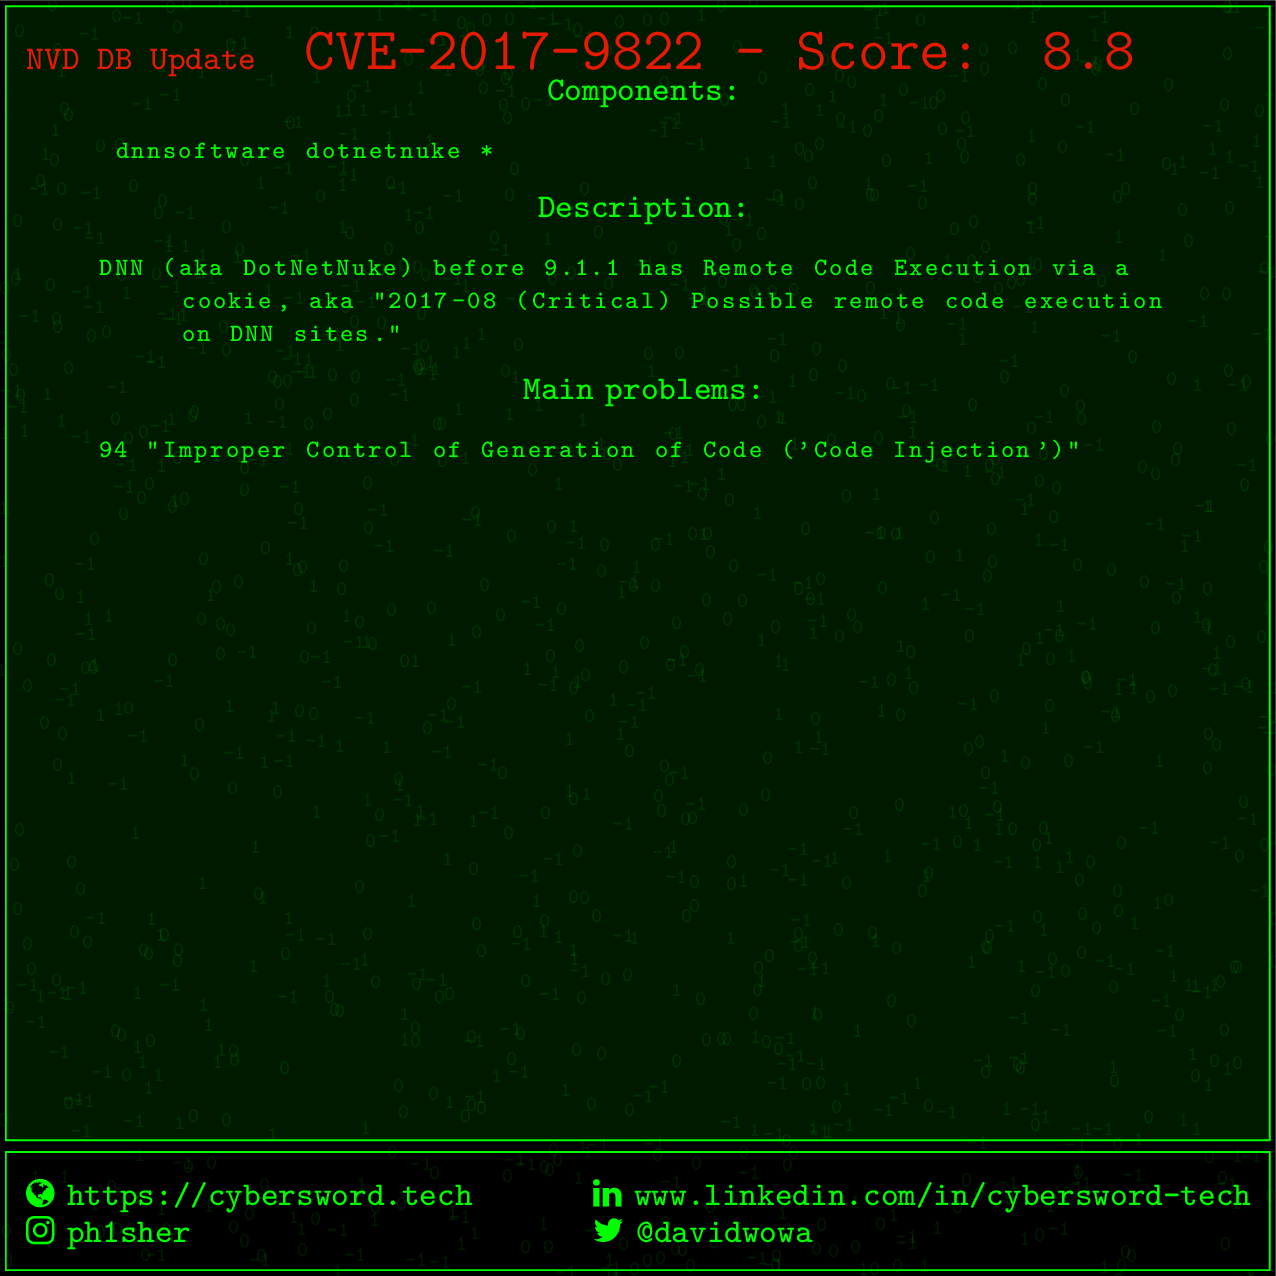 NVD DB Update CVE-2017-9822 - Score: 8.8
Components:
dnnsoftware dotnetnuke *
Description:
DNN (aka DotNetNuke) before 9.1.1 has Remote Code Execution via a
cookie, aka "2017-08 (Critical) Possible remote code execution
on DNN sites."
Main problems:
94 "Improper Control of Generation of Code ('Code Injection')"
https://cybersword.tech
www.linkedin.com/in/cybersword-tech
ph1sher
@davidwowa